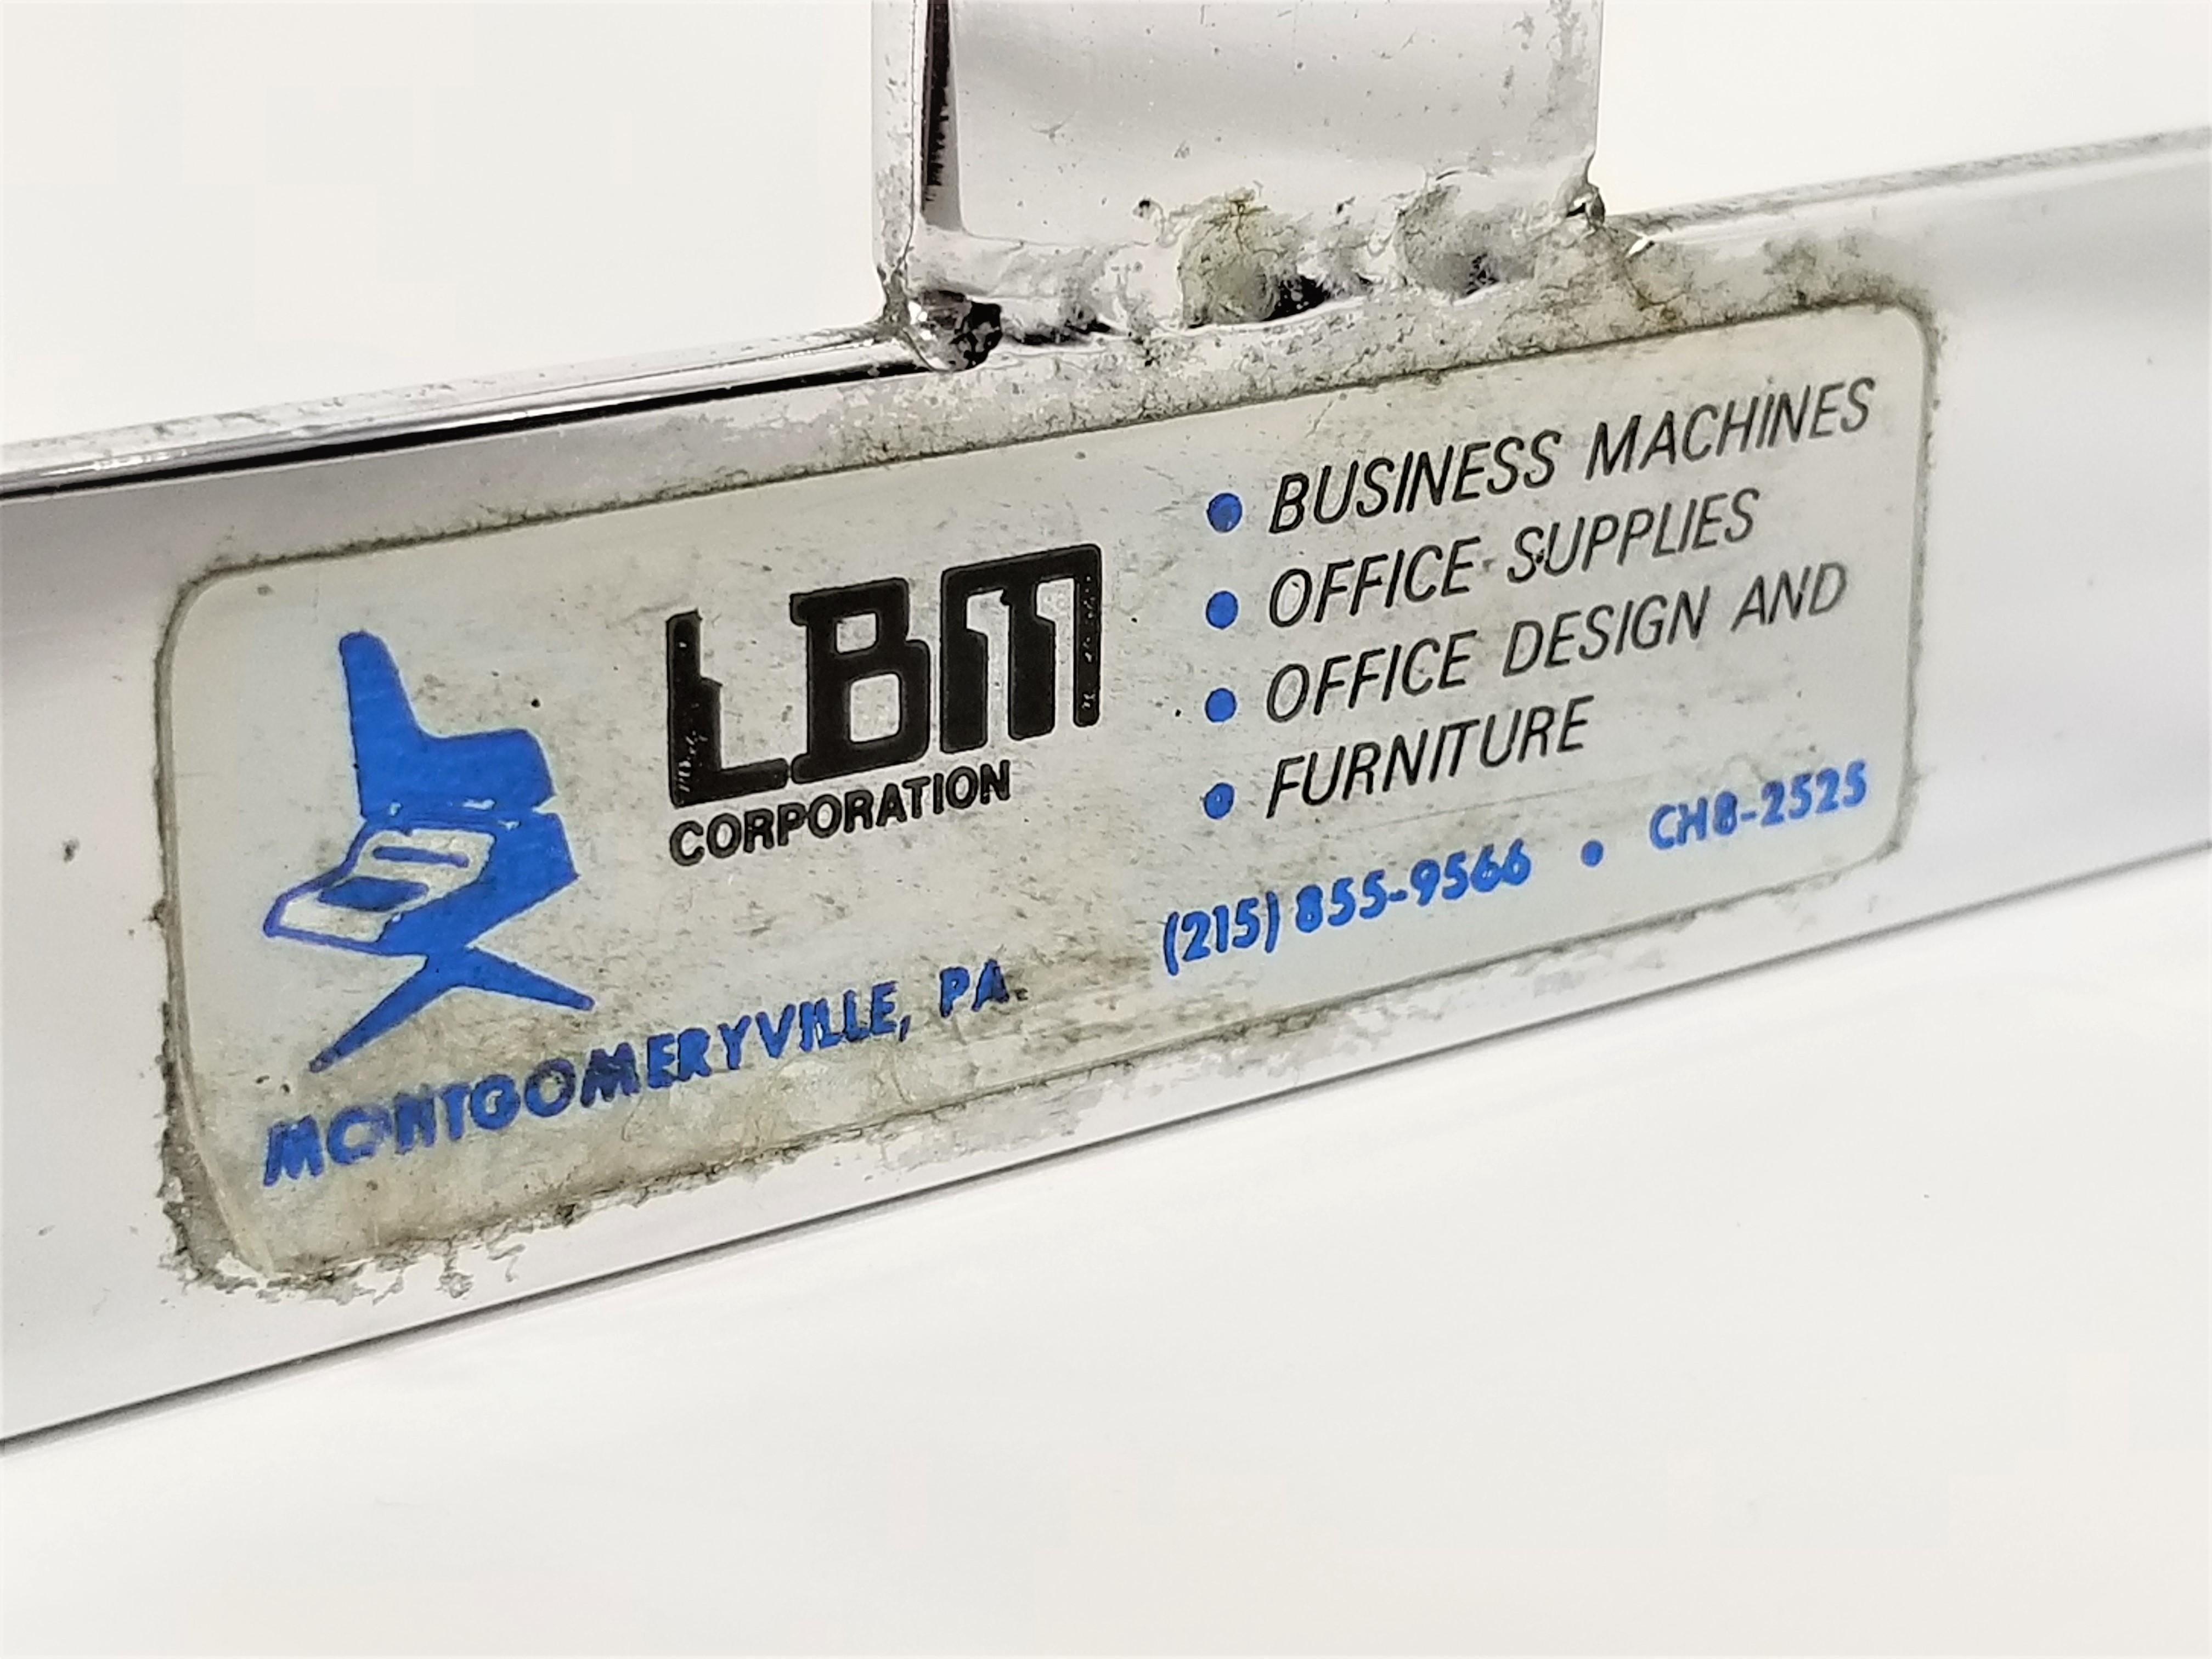 LBM
CORPORATION
MONTGOMERYVILLE, PA.
• BUSINESS MACHINES
• OFFICE SUPPLIES
• OFFICE DESIGN AND
• FURNITURE
(215) 855-9566 • CH8-2525